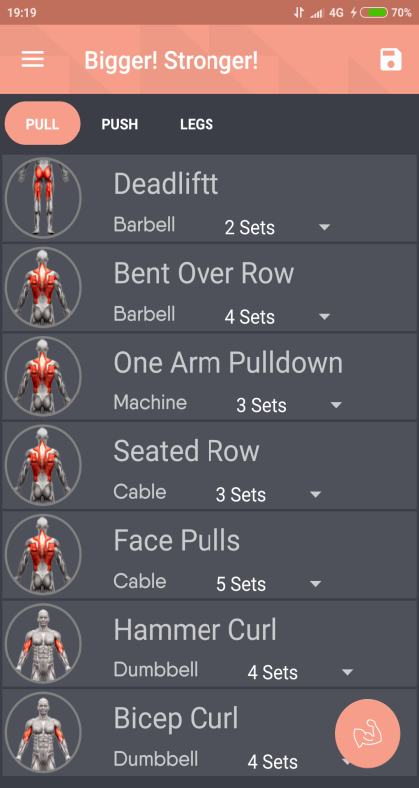 19:19 4G 70%
Bigger! Stronger!
PULL PUSH LEGS
Deadliftt
Barbell 2 Sets
Bent Over Row
Barbell 4 Sets
One Arm Pulldown
Machine 3 Sets
Seated Row
Cable 3 Sets
Face Pulls
Cable 5 Sets
Hammer Curl
Dumbbell 4 Sets
Bicep Curl
Dumbbell 4 Sets